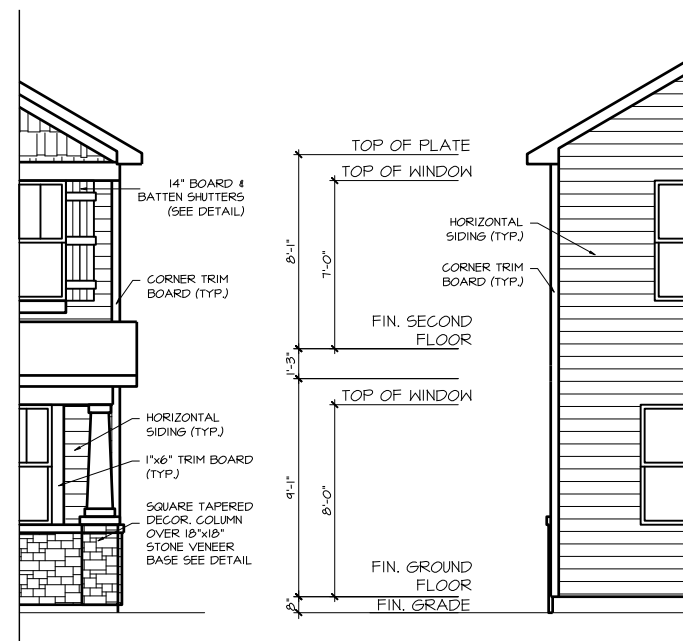 TOP OF PLATE
TOP OF WINDOW
14" BOARD &
BATTEN SHUTTERS
(SEE DETAIL)
HORIZONTAL
SIDING (TYP.)
8'-1"
7'-0"
CORNER TRIM
BOARD (TYP.)
CORNER TRIM
BOARD (TYP.)
FIN. SECOND
FLOOR
1'-3"
TOP OF WINDOW
HORIZONTAL
SIDING (TYP.)
1"x6" TRIM BOARD
(TYP.)
9'-1"
8'-0"
SQUARE TAPERED
DECOR. COLUMN
OVER 18"x18"
STONE VENEER
BASE SEE DETAIL
FIN. GROUND
FLOOR
8"
FIN. GRADE